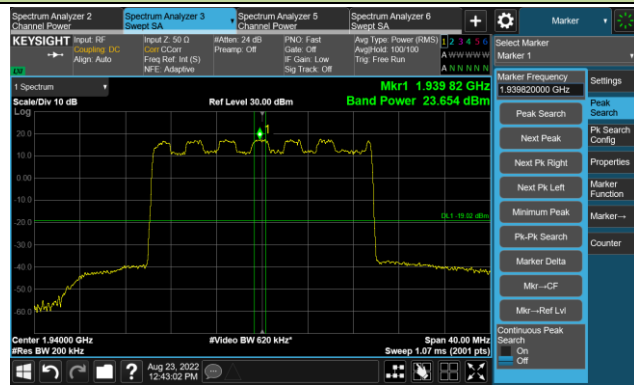 Spectrum Analyzer 2
Channel Power
Spectrum Analyzer 3
Swept SA
Spectrum Analyzer 5
Channel Power
Spectrum Analyzer 6
Swept SA
Marker
KEYSIGHT
Input: RF
Coupling: DC
Align: Auto
Input Z: 50 Ω
Corr CCorr
Freq Ref: Int (S)
NFE: Adaptive
#Atten: 24 dB
Preamp: Off
PNO: Fast
Gate: Off
IF Gain: Low
Sig Track: Off
Avg Type: Power (RMS)
Avg|Hold: 100/100
Trig: Free Run
1 2 3 4 5 6
A W W W W W
A N N N N N
LXI
Select Marker
Marker 1
1 Spectrum
Scale/Div 10 dB
Log
Ref Level 30.00 dBm
Mkr1 1.939 82 GHz
Band Power 23.654 dBm
1
20.0
10.0
0.00
-10.0
-20.0
-30.0
-40.0
-50.0
-60.0
DL1 -19.02 dBm
Center 1.94000 GHz
#Res BW 200 kHz
#Video BW 620 kHz*
Span 40.00 MHz
Sweep 1.07 ms (2001 pts)
Marker Frequency
1.939820000 GHz
Peak Search
Next Peak
Next Pk Right
Next Pk Left
Minimum Peak
Pk-Pk Search
Marker Delta
Mkr→CF
Mkr→Ref Lvl
Continuous Peak
Search
On
Off
Settings
Peak
Search
Pk Search
Config
Properties
Marker
Function
Marker→
Counter
Aug 23, 2022
12:43:02 PM